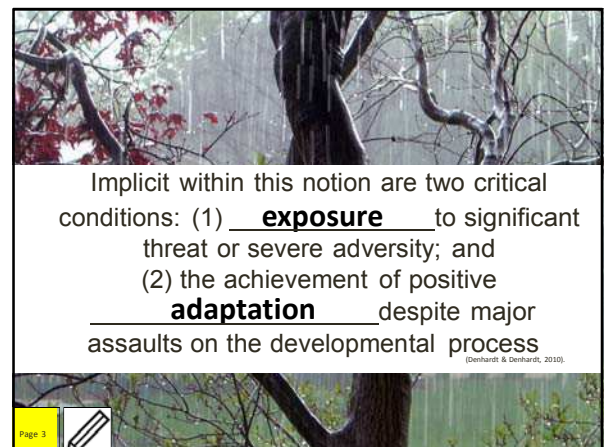 Implicit within this notion are two critical
conditions: (1) exposure to significant
threat or severe adversity; and
(2) the achievement of positive
adaptation despite major
assaults on the developmental process
(Denhardt & Denhardt, 2010).
Page 3